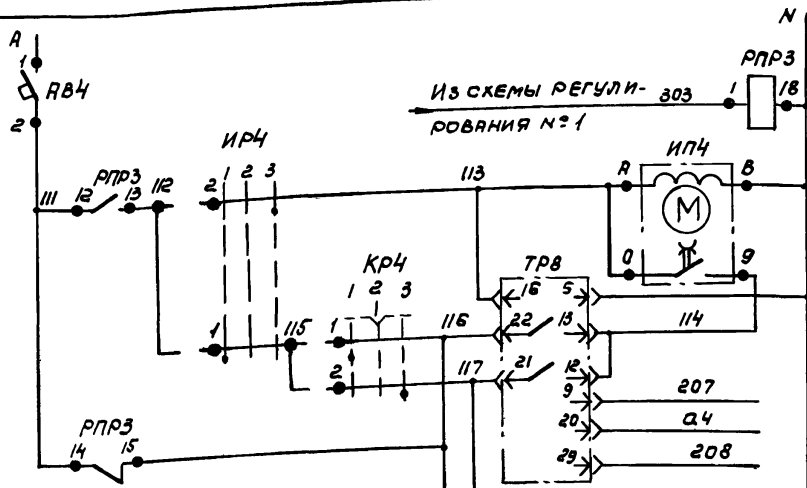 А
N
1
АВ4
2
РПР3
1
18
Из схемы регули- 303
рования №1
ИР4
1 2 3
ИП4
111
12
РПР3
13
112
2
113
А
В
М
О
9
КР4
1 2 3
ТР8
16
5
1
115
1
116
22
13
114
2
117
21
12
9
207
20
а4
29
208
РПР3
14
15